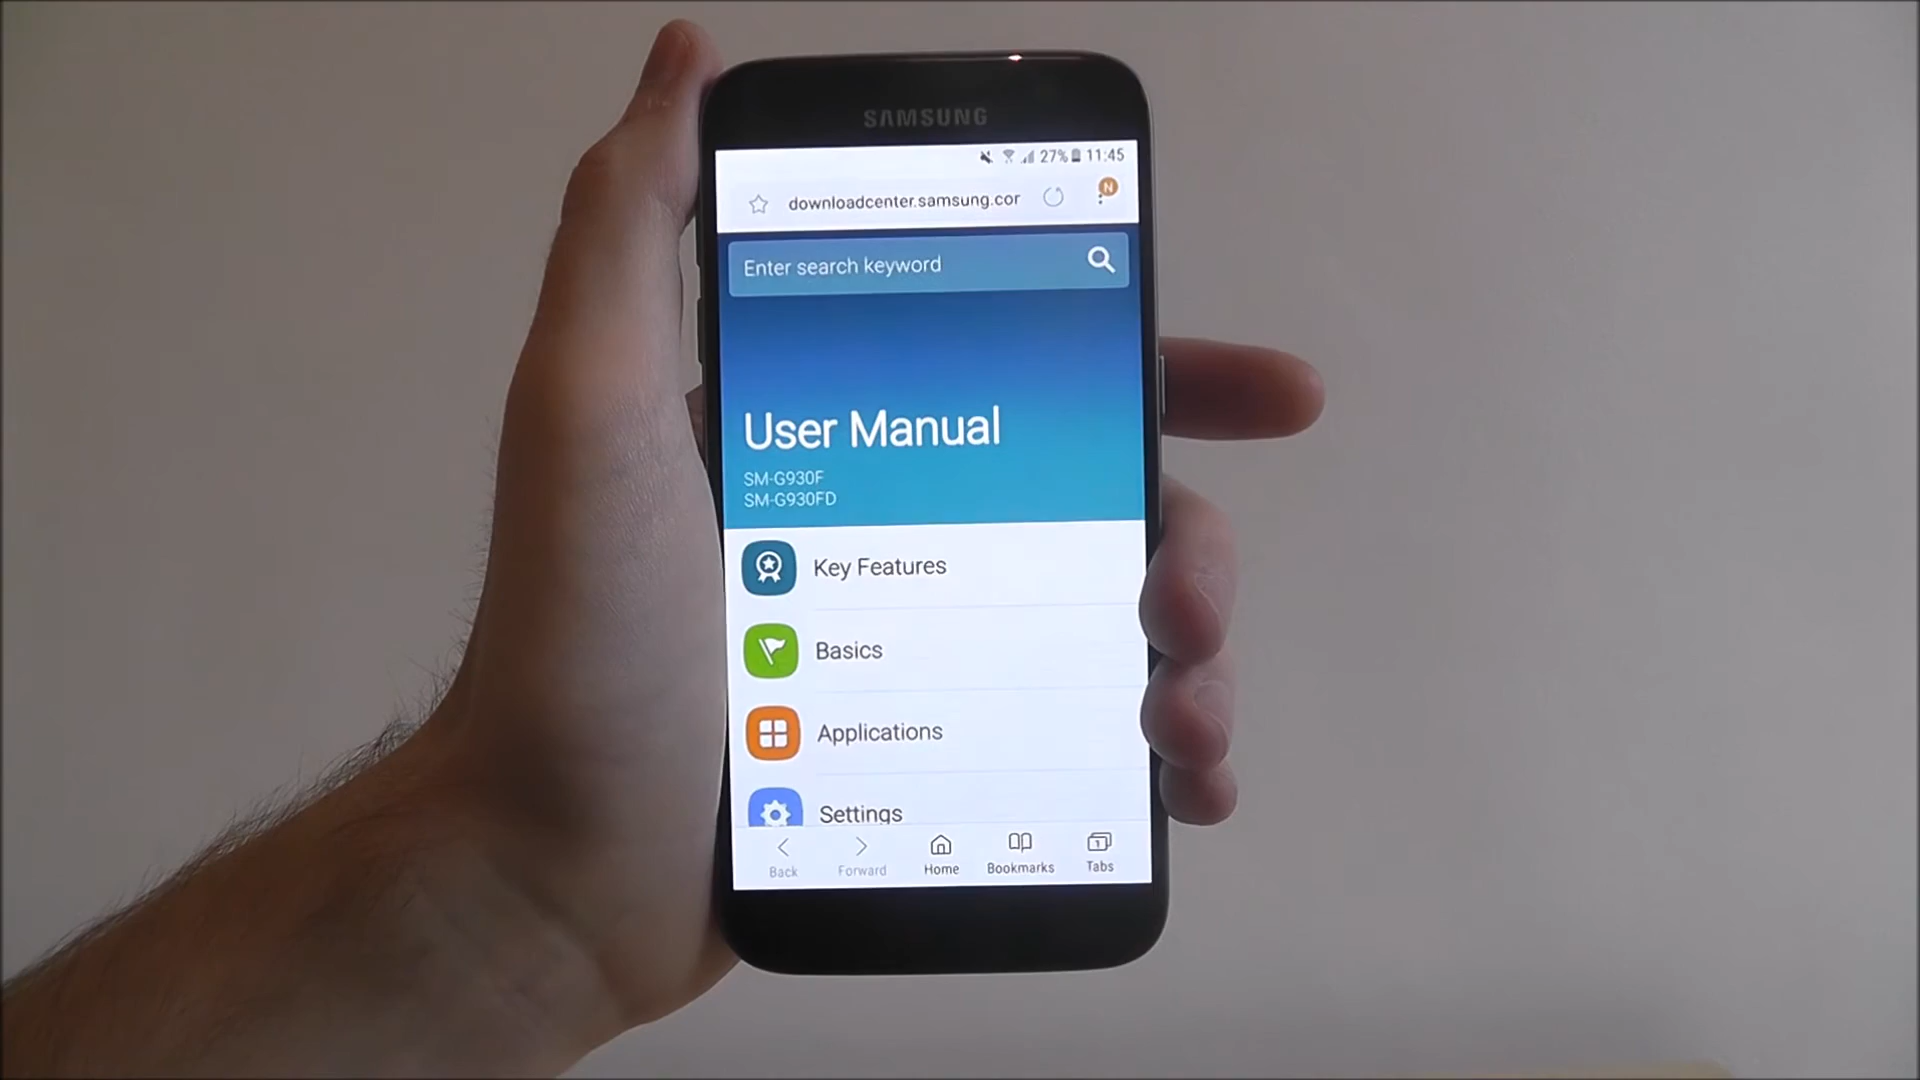 SAMSUNG
27% 11:45
downloadcenter.samsung.cor
N
Enter search keyword
User Manual
SM-G930F
SM-G930FD
Key Features
Basics
Applications
Settings
1
Back Forward Home Bookmarks Tabs